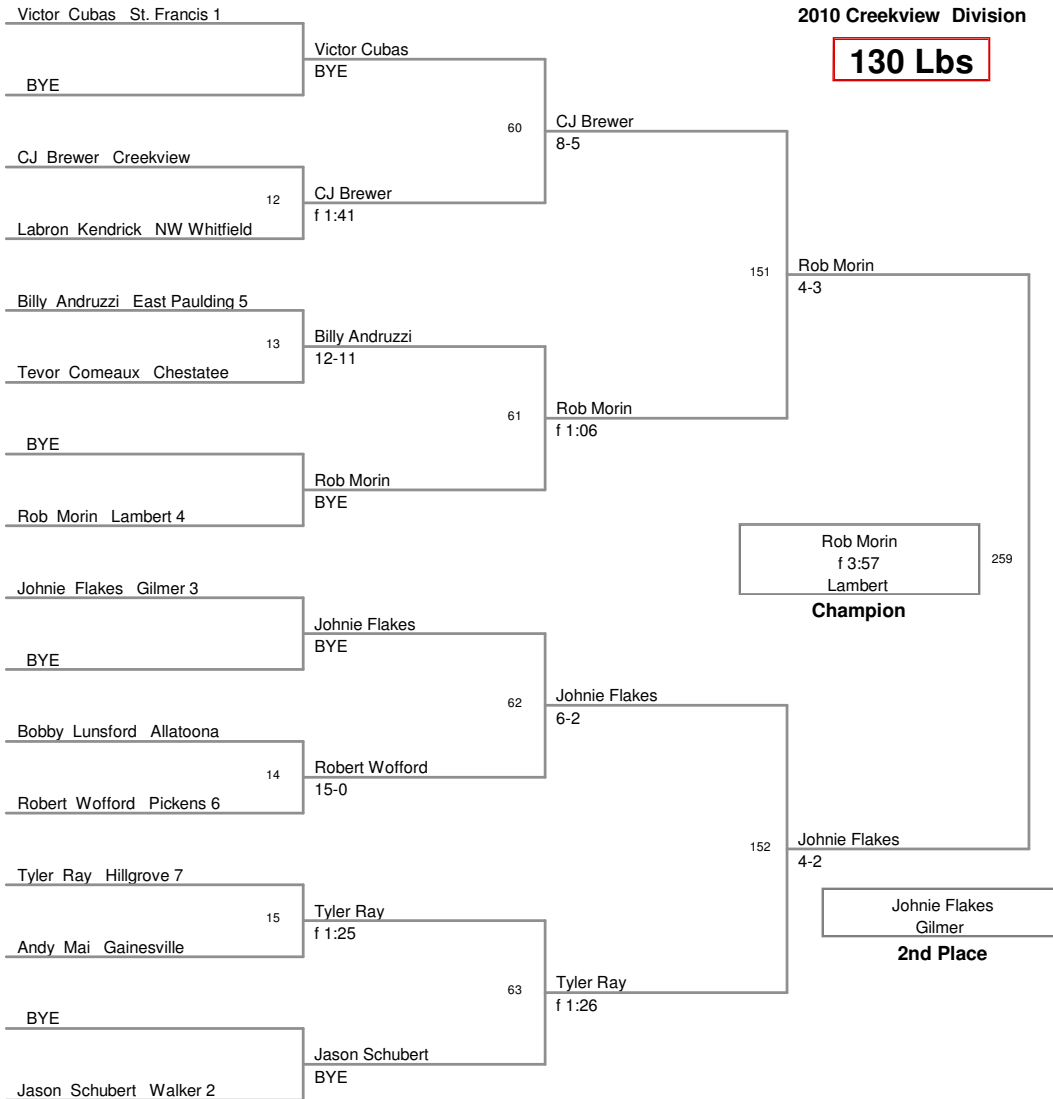 Victor Cubas St. Francis 1
2010 Creekview Division
130 Lbs
Victor Cubas
BYE
BYE
60
CJ Brewer
8-5
CJ Brewer Creekview
12
CJ Brewer
f 1:41
Labron Kendrick NW Whitfield
151
Rob Morin
4-3
Billy Andruzzi East Paulding 5
13
Billy Andruzzi
12-11
Tevor Comeaux Chestatee
61
Rob Morin
f 1:06
BYE
Rob Morin
BYE
Rob Morin Lambert 4
Rob Morin
f 3:57
Lambert
259
Champion
Johnie Flakes Gilmer 3
Johnie Flakes
BYE
BYE
62
Johnie Flakes
6-2
Bobby Lunsford Allatoona
14
Robert Wofford
15-0
Robert Wofford Pickens 6
152
Johnie Flakes
4-2
Tyler Ray Hillgrove 7
15
Tyler Ray
f 1:25
Andy Mai Gainesville
Johnie Flakes
Gilmer
2nd Place
63
Tyler Ray
f 1:26
BYE
Jason Schubert
BYE
Jason Schubert Walker 2